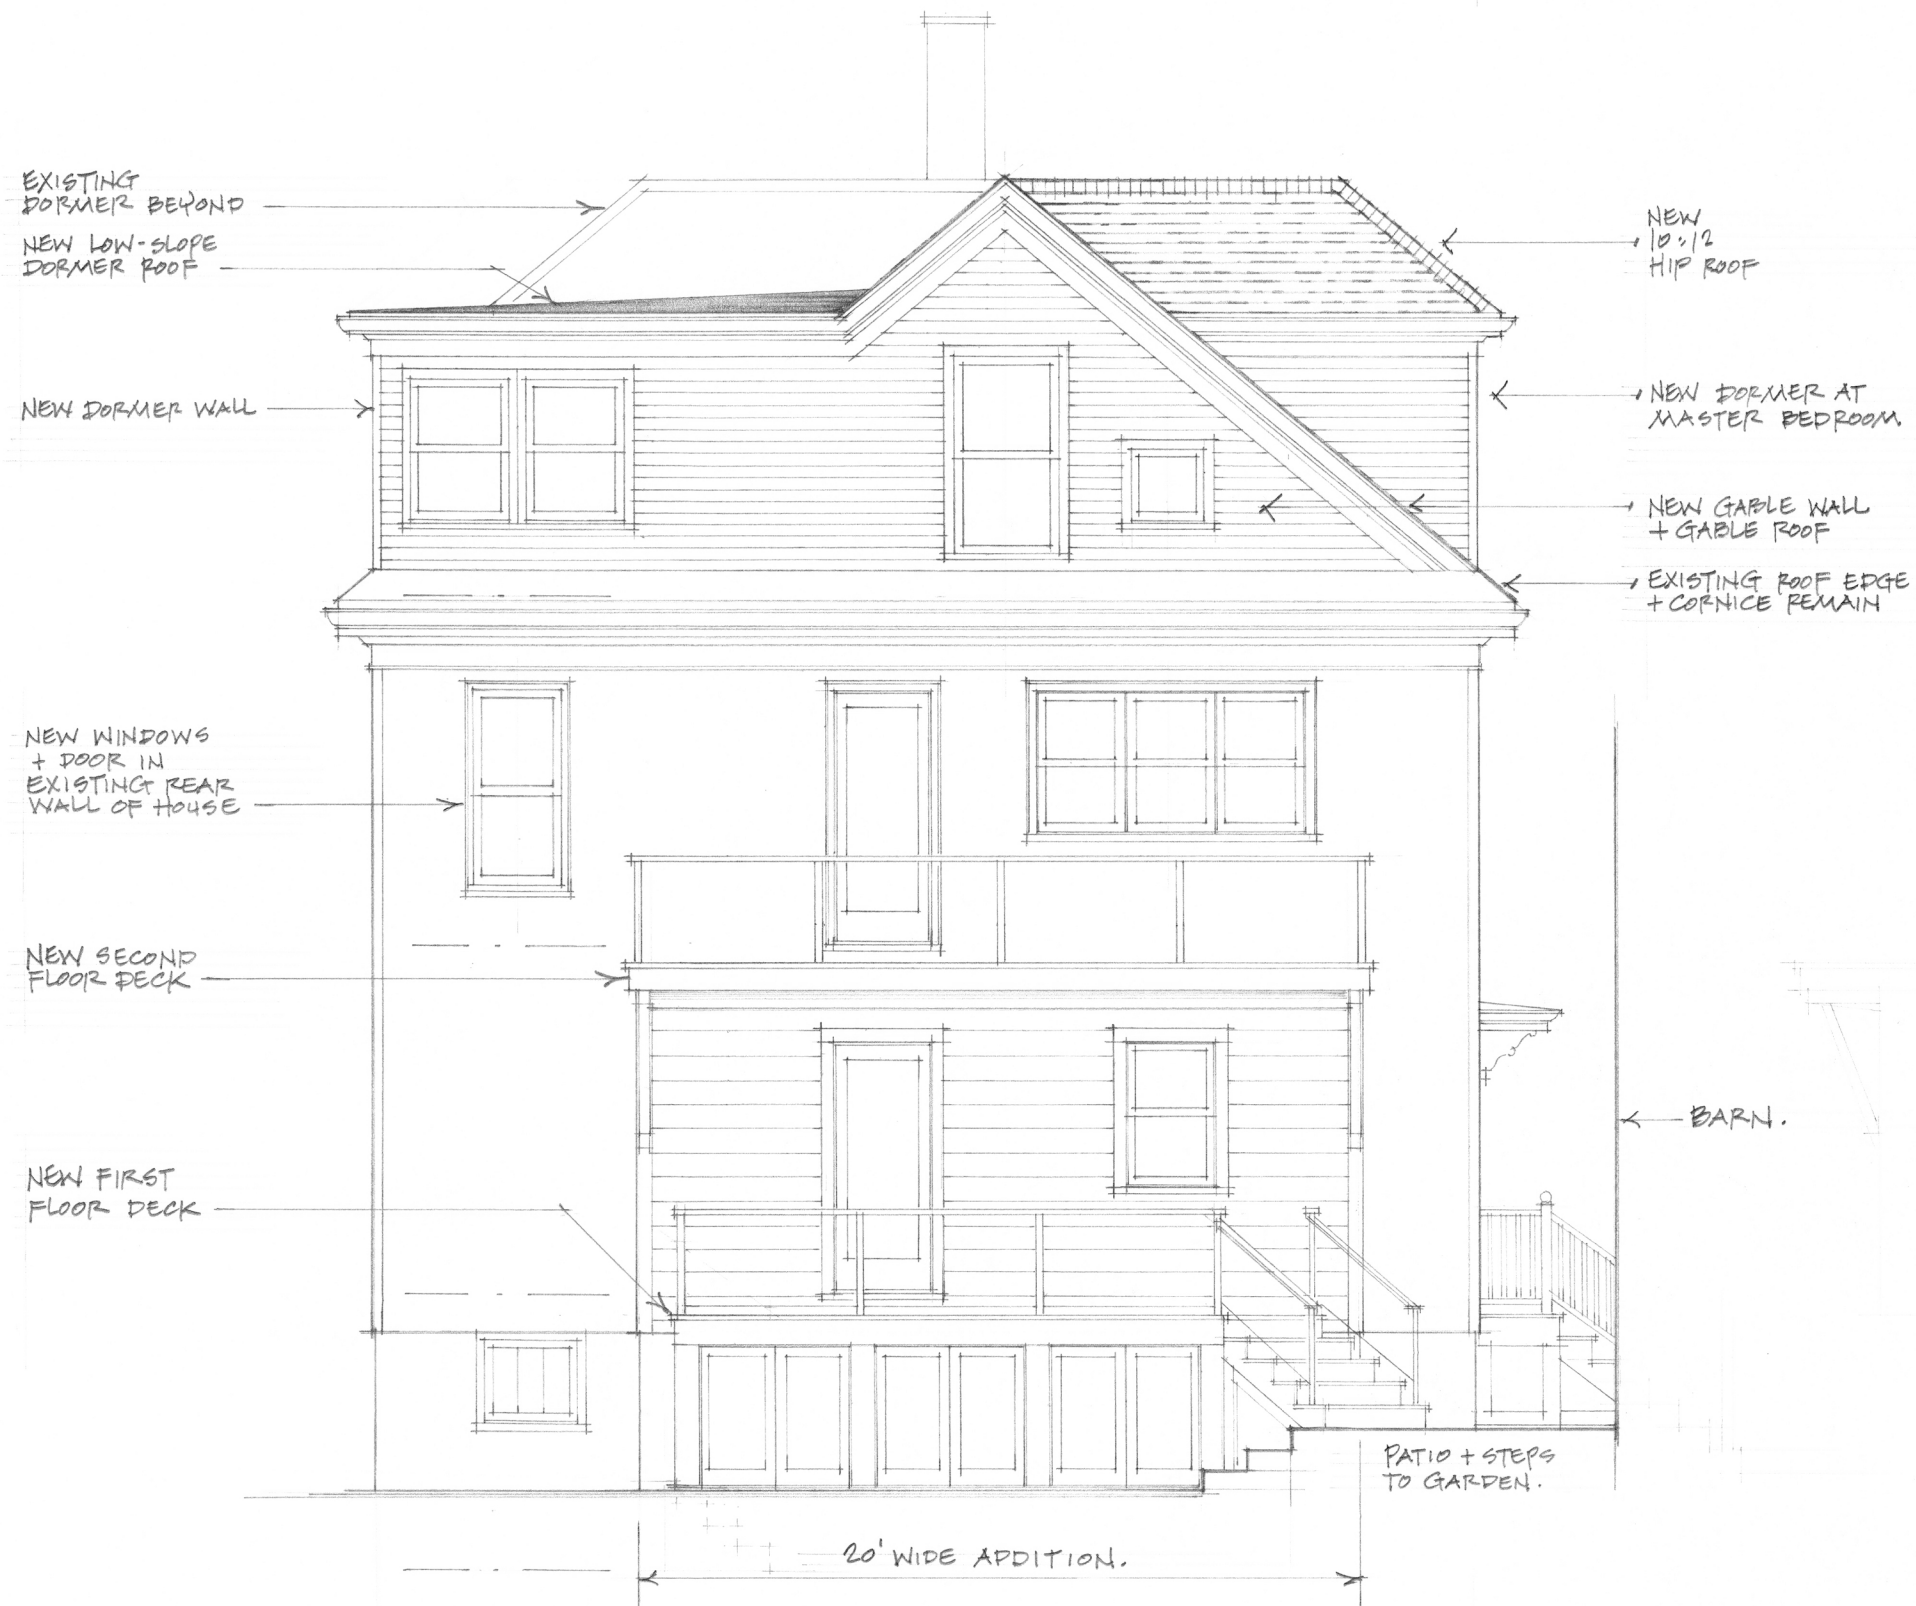 EXISTING
DORMER BEYOND
NEW LOW-SLOPE
DORMER ROOF
NEW DORMER WALL
NEW WINDOWS
+ DOOR IN
EXISTING REAR
WALL OF HOUSE
NEW SECOND
FLOOR DECK
NEW FIRST
FLOOR DECK
NEW
10:12
HIP ROOF
NEW DORMER AT
MASTER BEDROOM
NEW GABLE WALL
+ GABLE ROOF
EXISTING ROOF EDGE
+ CORNICE REMAIN
BARN.
PATIO + STEPS
TO GARDEN.
20' WIDE ADDITION.